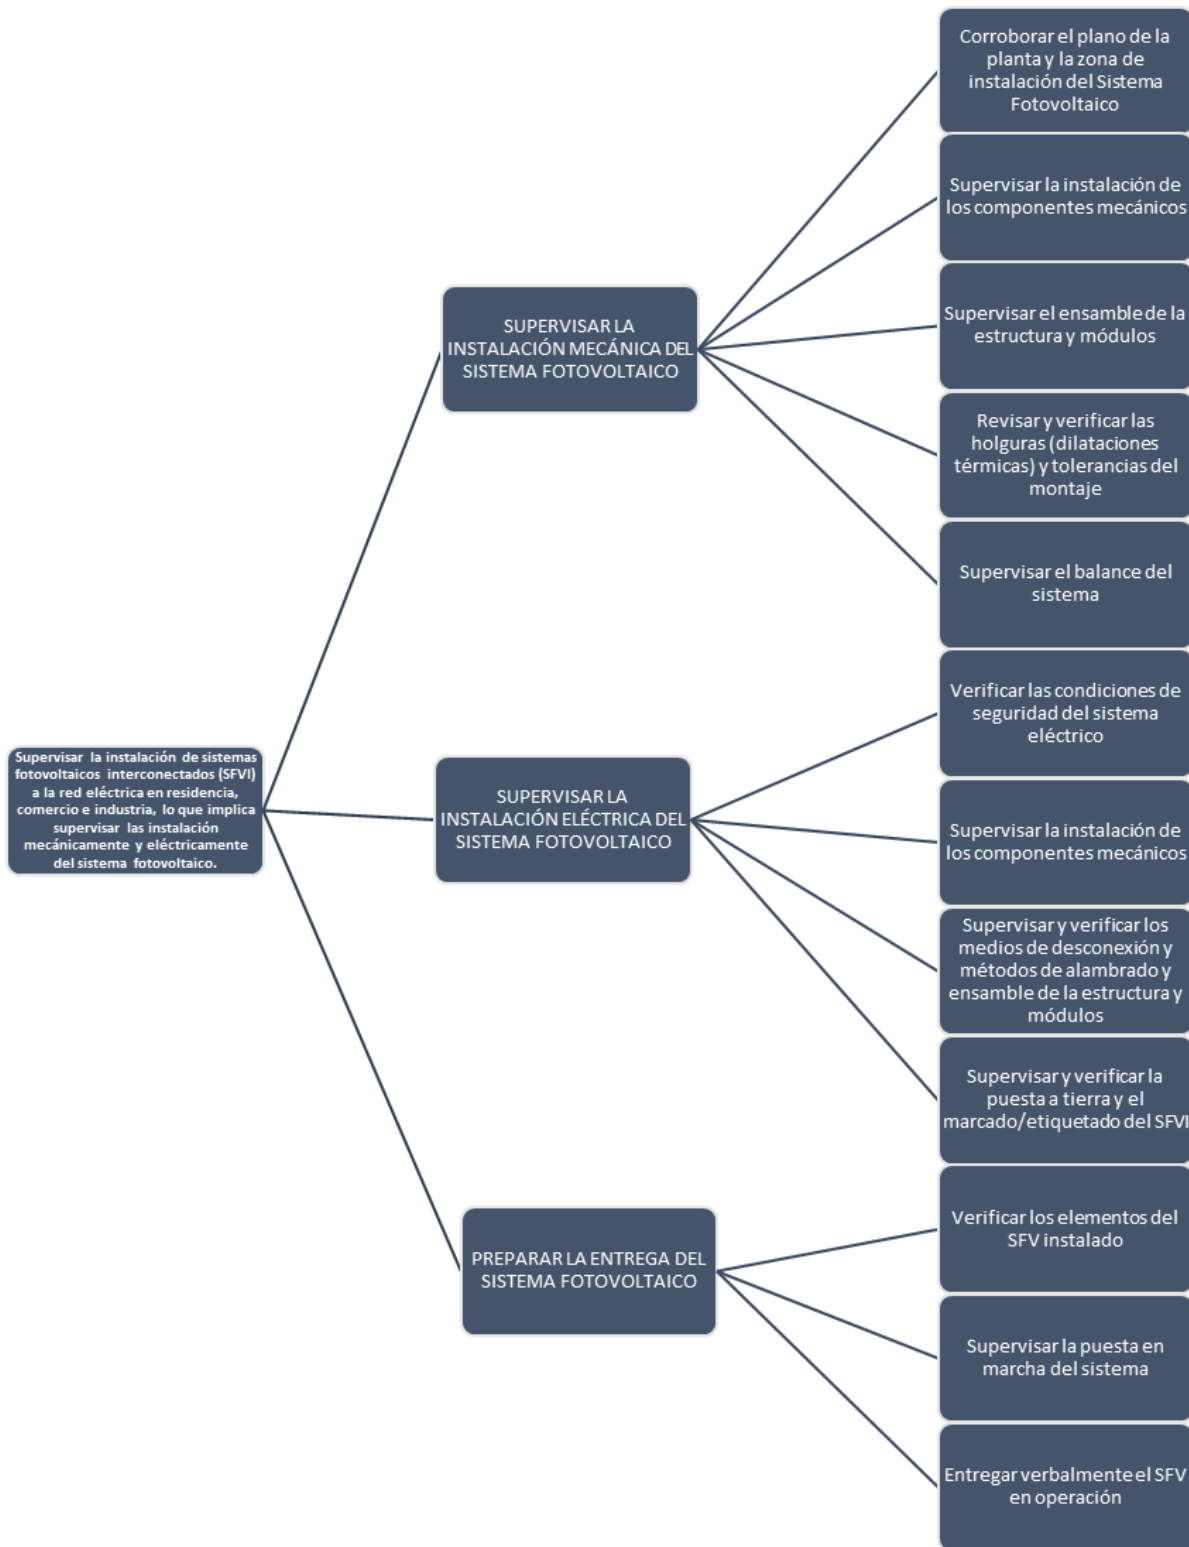 Supervisar la instalación de sistemas
fotovoltaicos interconectados (SFVI)
a la red eléctrica en residencia,
comercio e industria, lo que implica
supervisar las instalación
mecánicamente y eléctricamente
del sistema fotovoltaico.
SUPERVISAR LA
INSTALACIÓN MECÁNICA DEL
SISTEMA FOTOVOLTAICO
Corroborar el plano de la
planta y la zona de
instalación del Sistema
Fotovoltaico
Supervisar la instalación de
los componentes mecánicos
Supervisar el ensamble de la
estructura y módulos
Revisar y verificar las
holguras (dilataciones
térmicas) y tolerancias del
montaje
Supervisar el balance del
sistema
SUPERVISAR LA
INSTALACIÓN ELÉCTRICA DEL
SISTEMA FOTOVOLTAICO
Verificar las condiciones de
seguridad del sistema
eléctrico
Supervisar la instalación de
los componentes mecánicos
Supervisar y verificar los
medios de desconexión y
métodos de alambrado y
ensamble de la estructura y
módulos
Supervisar y verificar la
puesta a tierra y el
marcado/etiquetado del SFVI
PREPARAR LA ENTREGA DEL
SISTEMA FOTOVOLTAICO
Verificar los elementos del
SFV instalado
Supervisar la puesta en
marcha del sistema
Entregar verbalmente el SFV
en operación